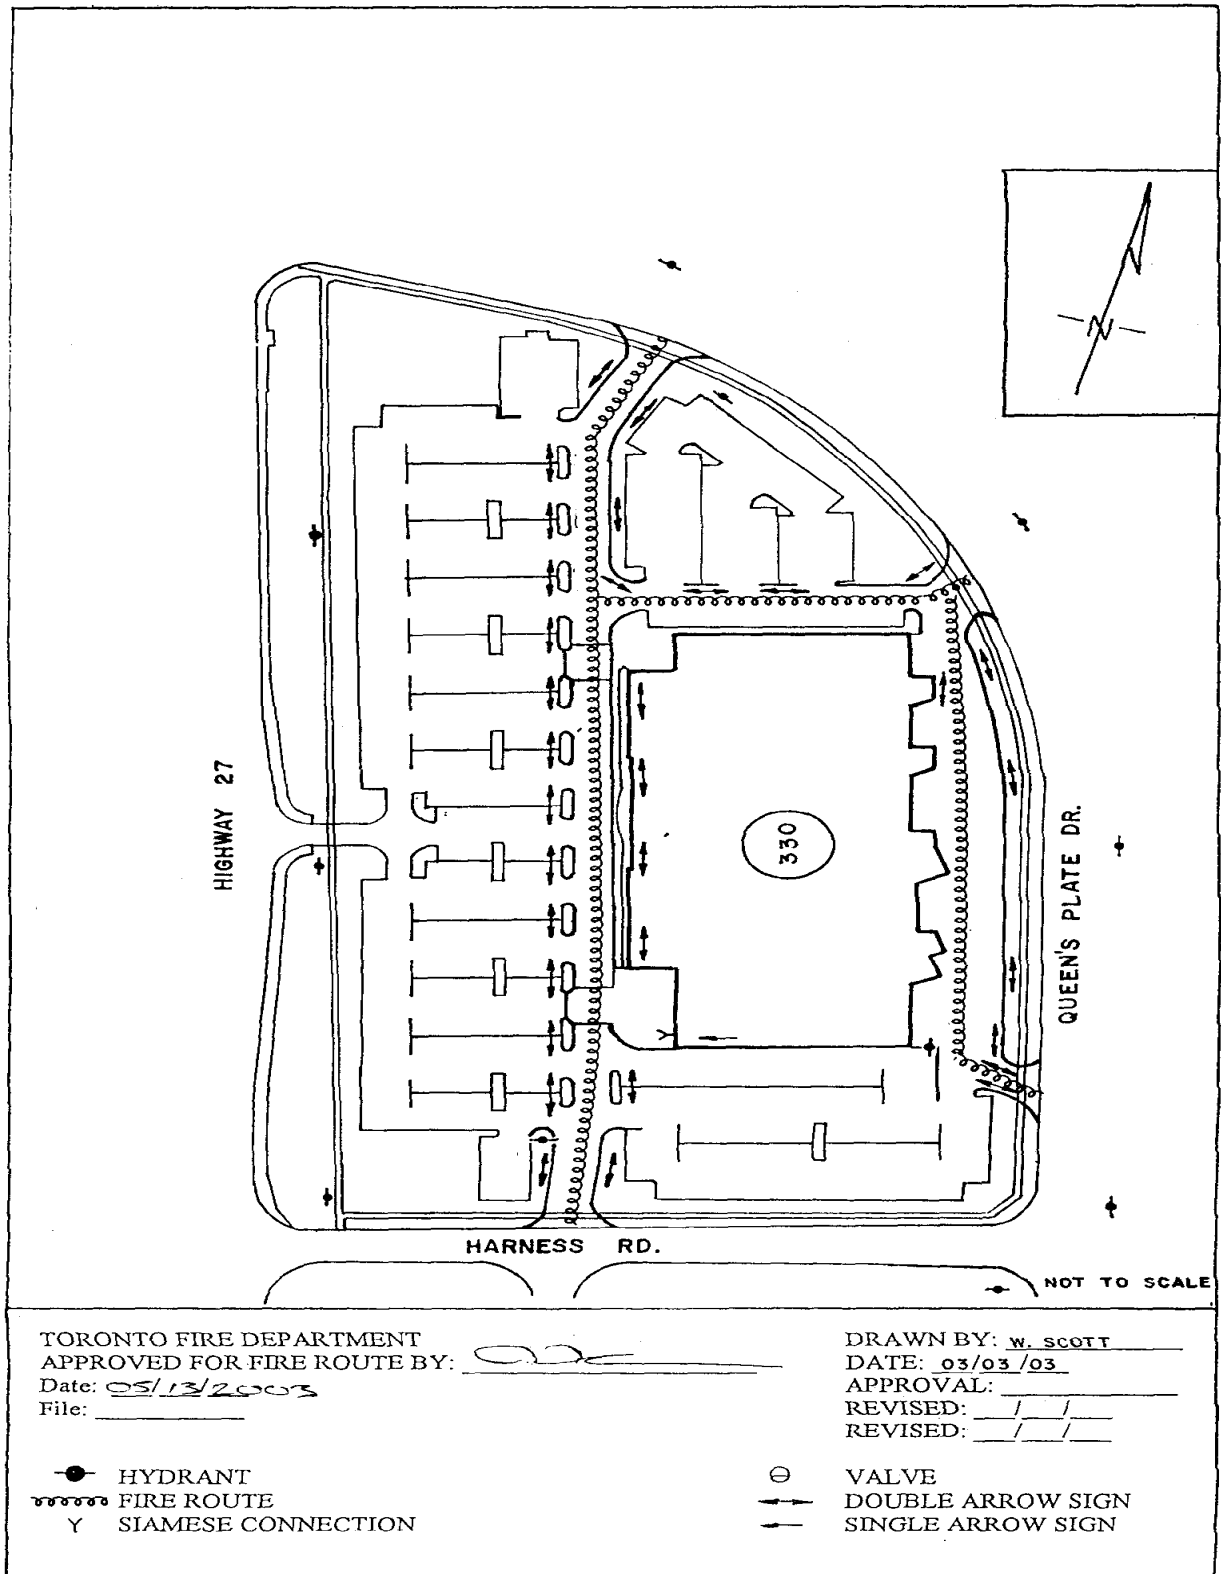 N
HIGHWAY 27
330
QUEEN'S PLATE DR.
Y
HARNESS RD.
NOT TO SCALE
TORONTO FIRE DEPARTMENT
APPROVED FOR FIRE ROUTE BY:
Date: 05/13/2003
File:
DRAWN BY: W. SCOTT
DATE: 03/03/03
APPROVAL:
REVISED: / /
REVISED: / /
HYDRANT
FIRE ROUTE
Y SIAMESE CONNECTION
VALVE
DOUBLE ARROW SIGN
SINGLE ARROW SIGN